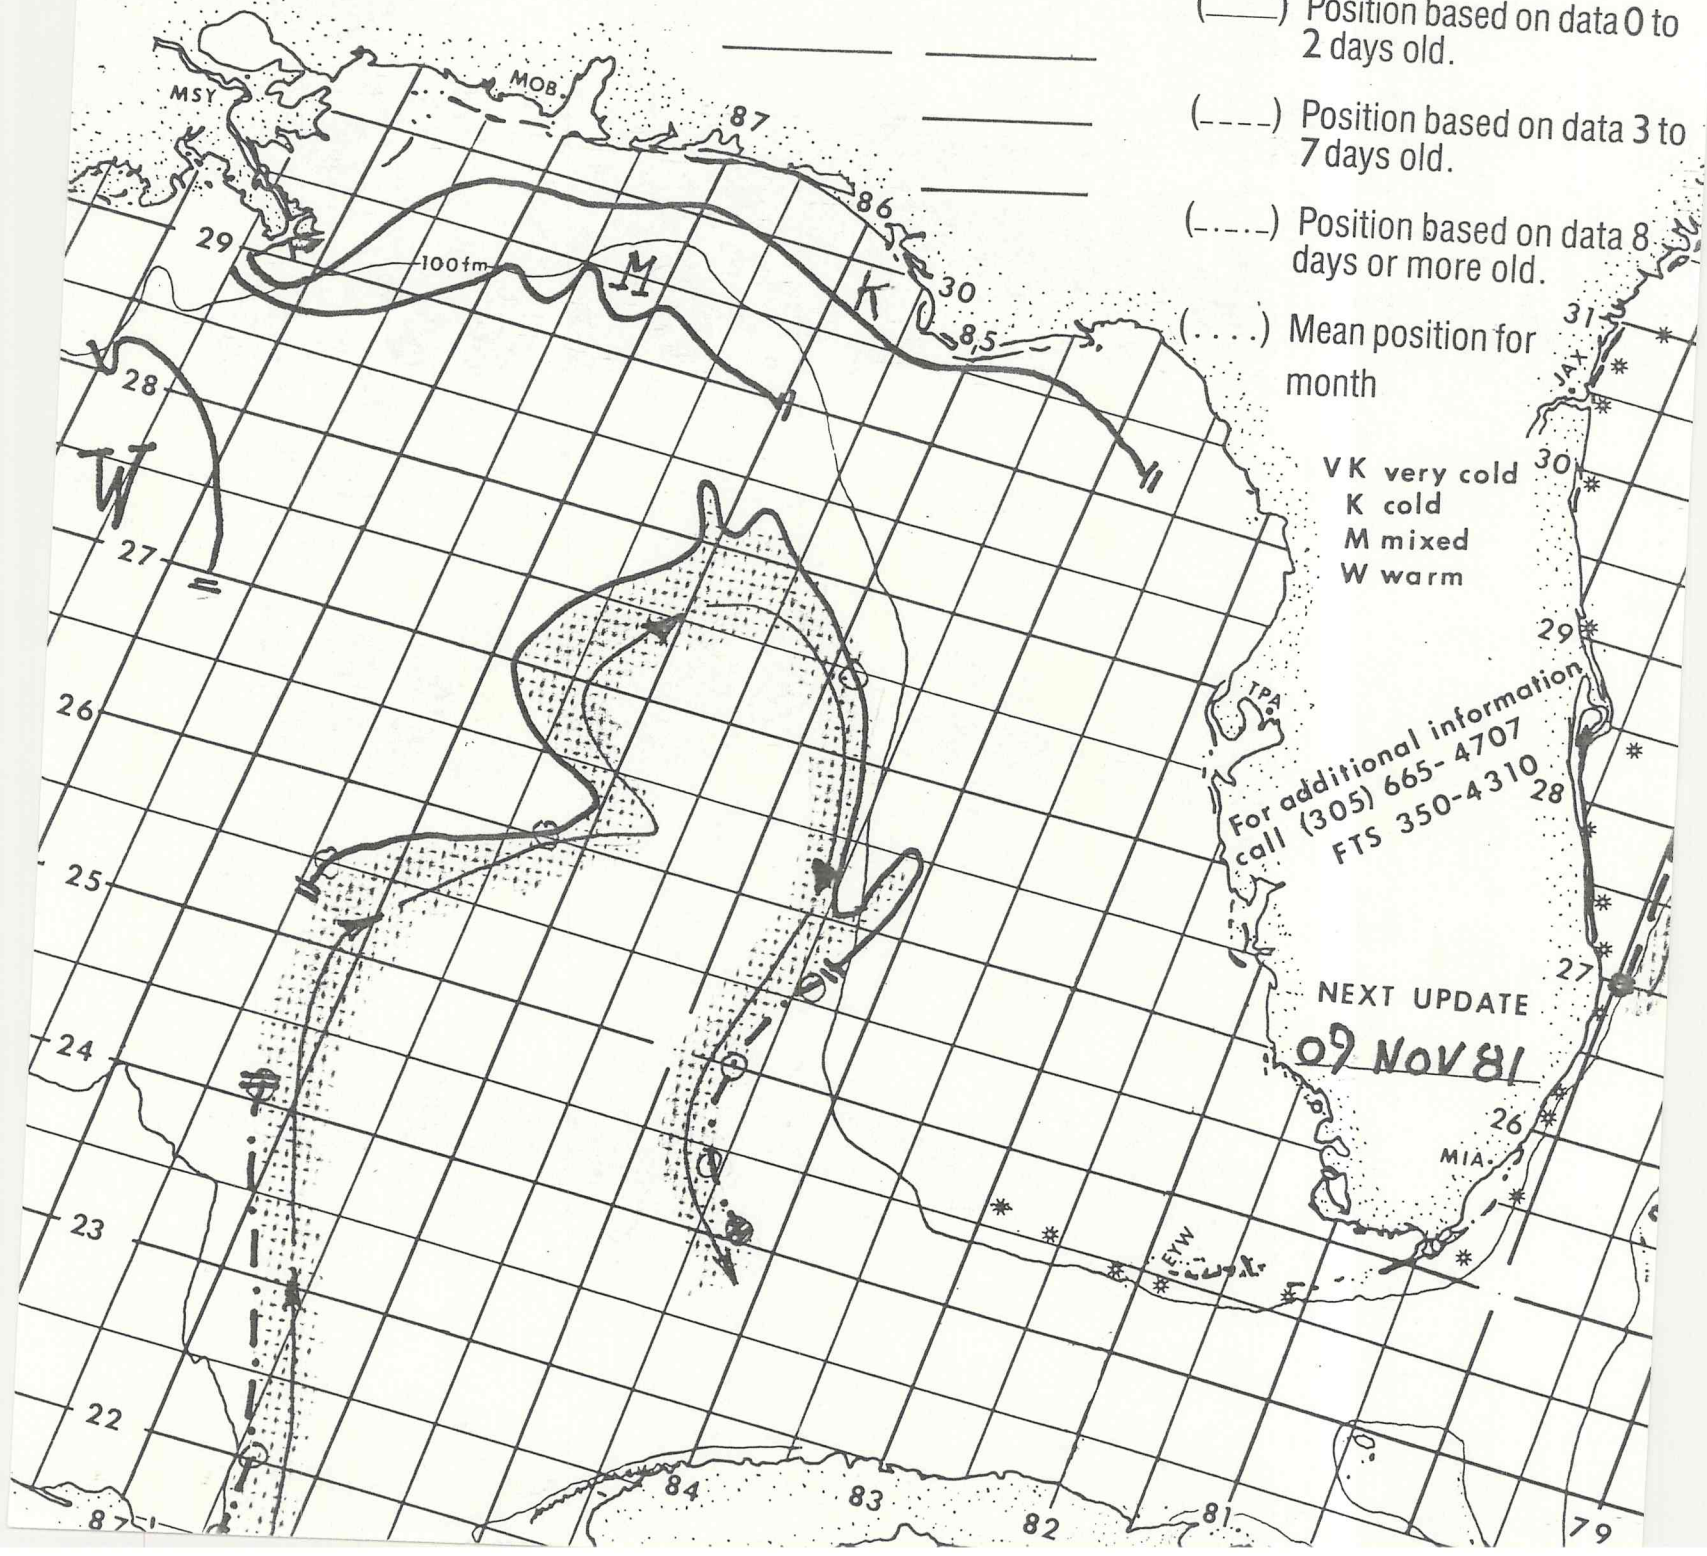 (____) Position based on data 0 to
2 days old.
(----) Position based on data 3 to
7 days old.
(_._._) Position based on data 8
days or more old.
(....) Mean position for
month
MSY
MOB.
87
86
29
100fm
M
K
30
85
31
JAX
28
W
VK very cold
K cold
M mixed
W warm
30
27
29
TPA
26
For additional information
call (305) 665-4707
FTS 350-4310
28
25
27
NEXT UPDATE
09 NOV 81
24
26
MIA.
23
EYW
22
84
83
82
81
79
87